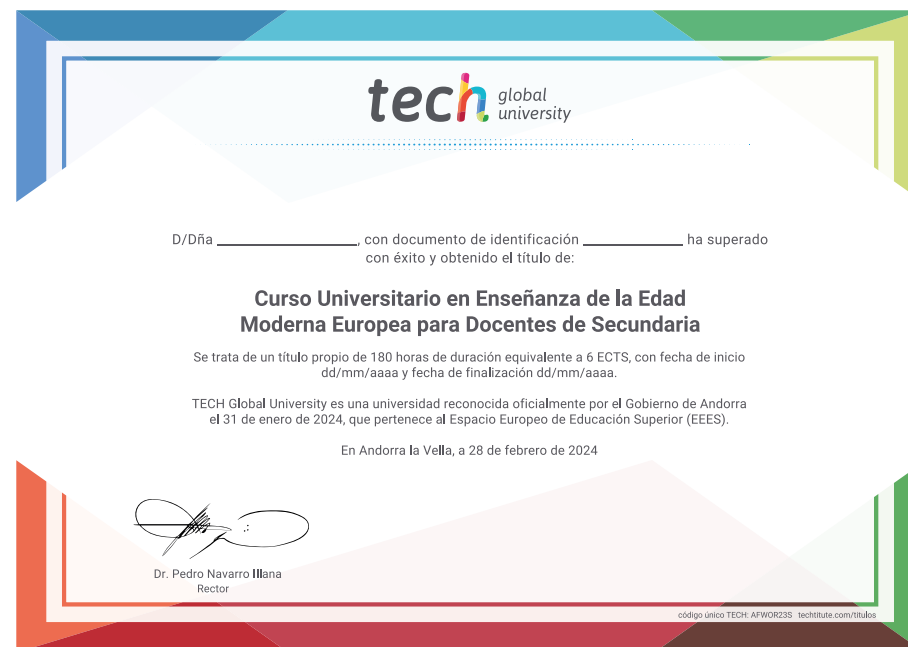 tech global university
D/Dña ________________, con documento de identificación ____________ ha superado
con éxito y obtenido el título de:
Curso Universitario en Enseñanza de la Edad
Moderna Europea para Docentes de Secundaria
Se trata de un título propio de 180 horas de duración equivalente a 6 ECTS, con fecha de inicio
dd/mm/aaaa y fecha de finalización dd/mm/aaaa.
TECH Global University es una universidad reconocida oficialmente por el Gobierno de Andorra
el 31 de enero de 2024, que pertenece al Espacio Europeo de Educación Superior (EEES).
En Andorra la Vella, a 28 de febrero de 2024
Dr. Pedro Navarro Illana
Rector
código único TECH: AFWOR23S techtitute.com/titulos